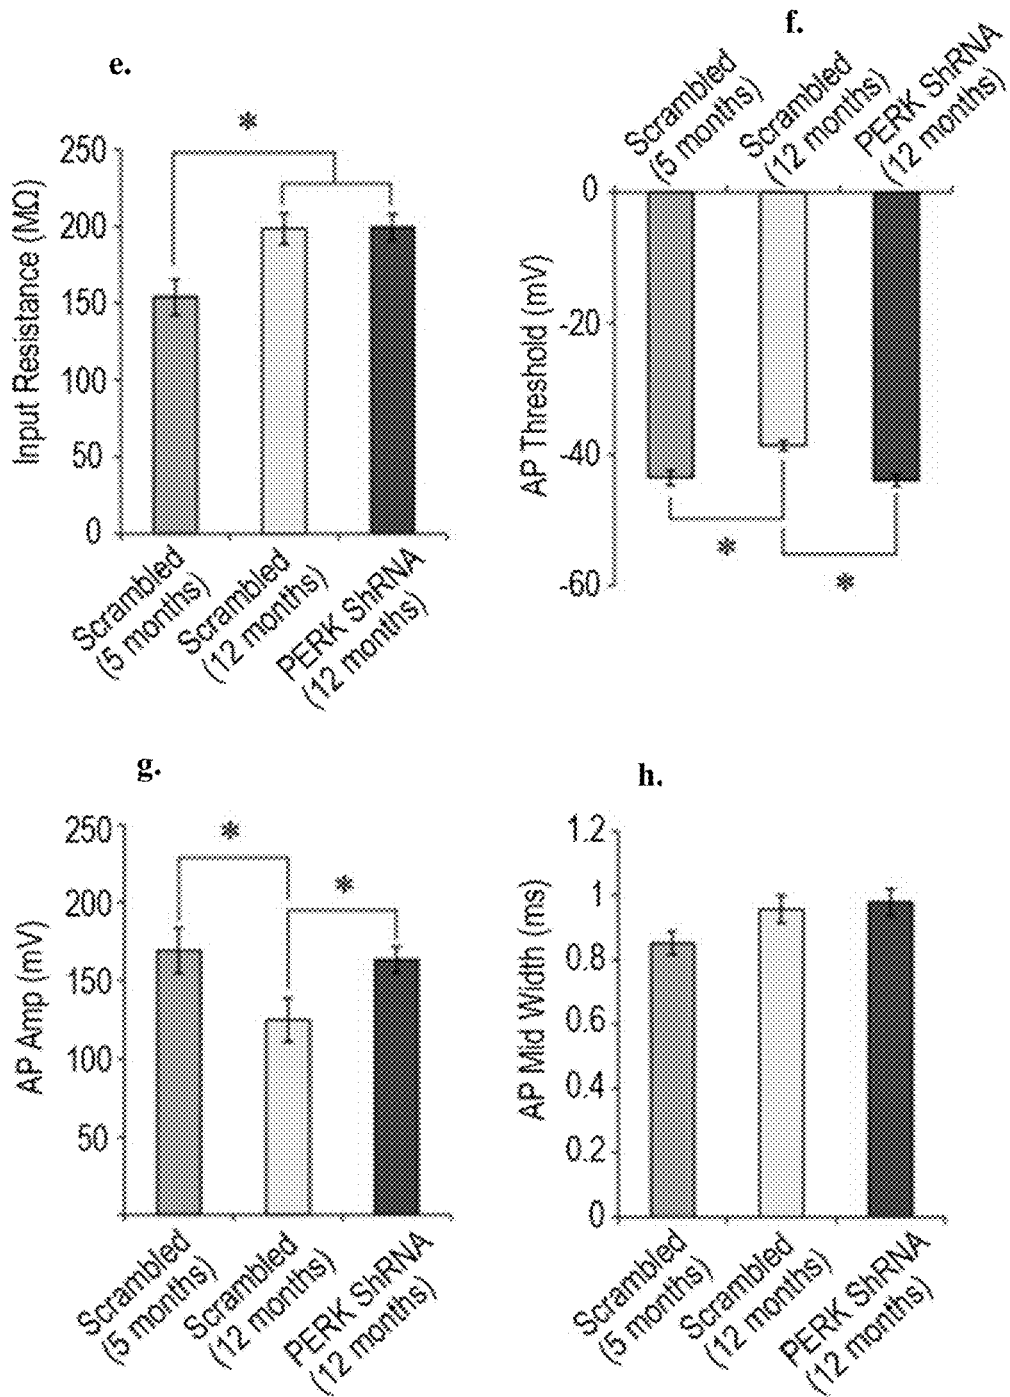 e.
*
250
200
150
100
50
0
Input Resistance (MΩ)
Scrambled
(5 months)
Scrambled
(12 months)
PERK ShRNA
(12 months)
f.
Scrambled
(5 months)
Scrambled
(12 months)
PERK ShRNA
(12 months)
0
-20
-40
-60
AP Threshold (mV)
*
*
g.
250
200
150
100
50
AP Amp (mV)
*
*
Scrambled
(5 months)
Scrambled
(12 months)
PERK ShRNA
(12 months)
h.
1.2
1
0.8
0.6
0.4
0.2
0
AP Mid Width (ms)
Scrambled
(5 months)
Scrambled
(12 months)
PERK ShRNA
(12 months)